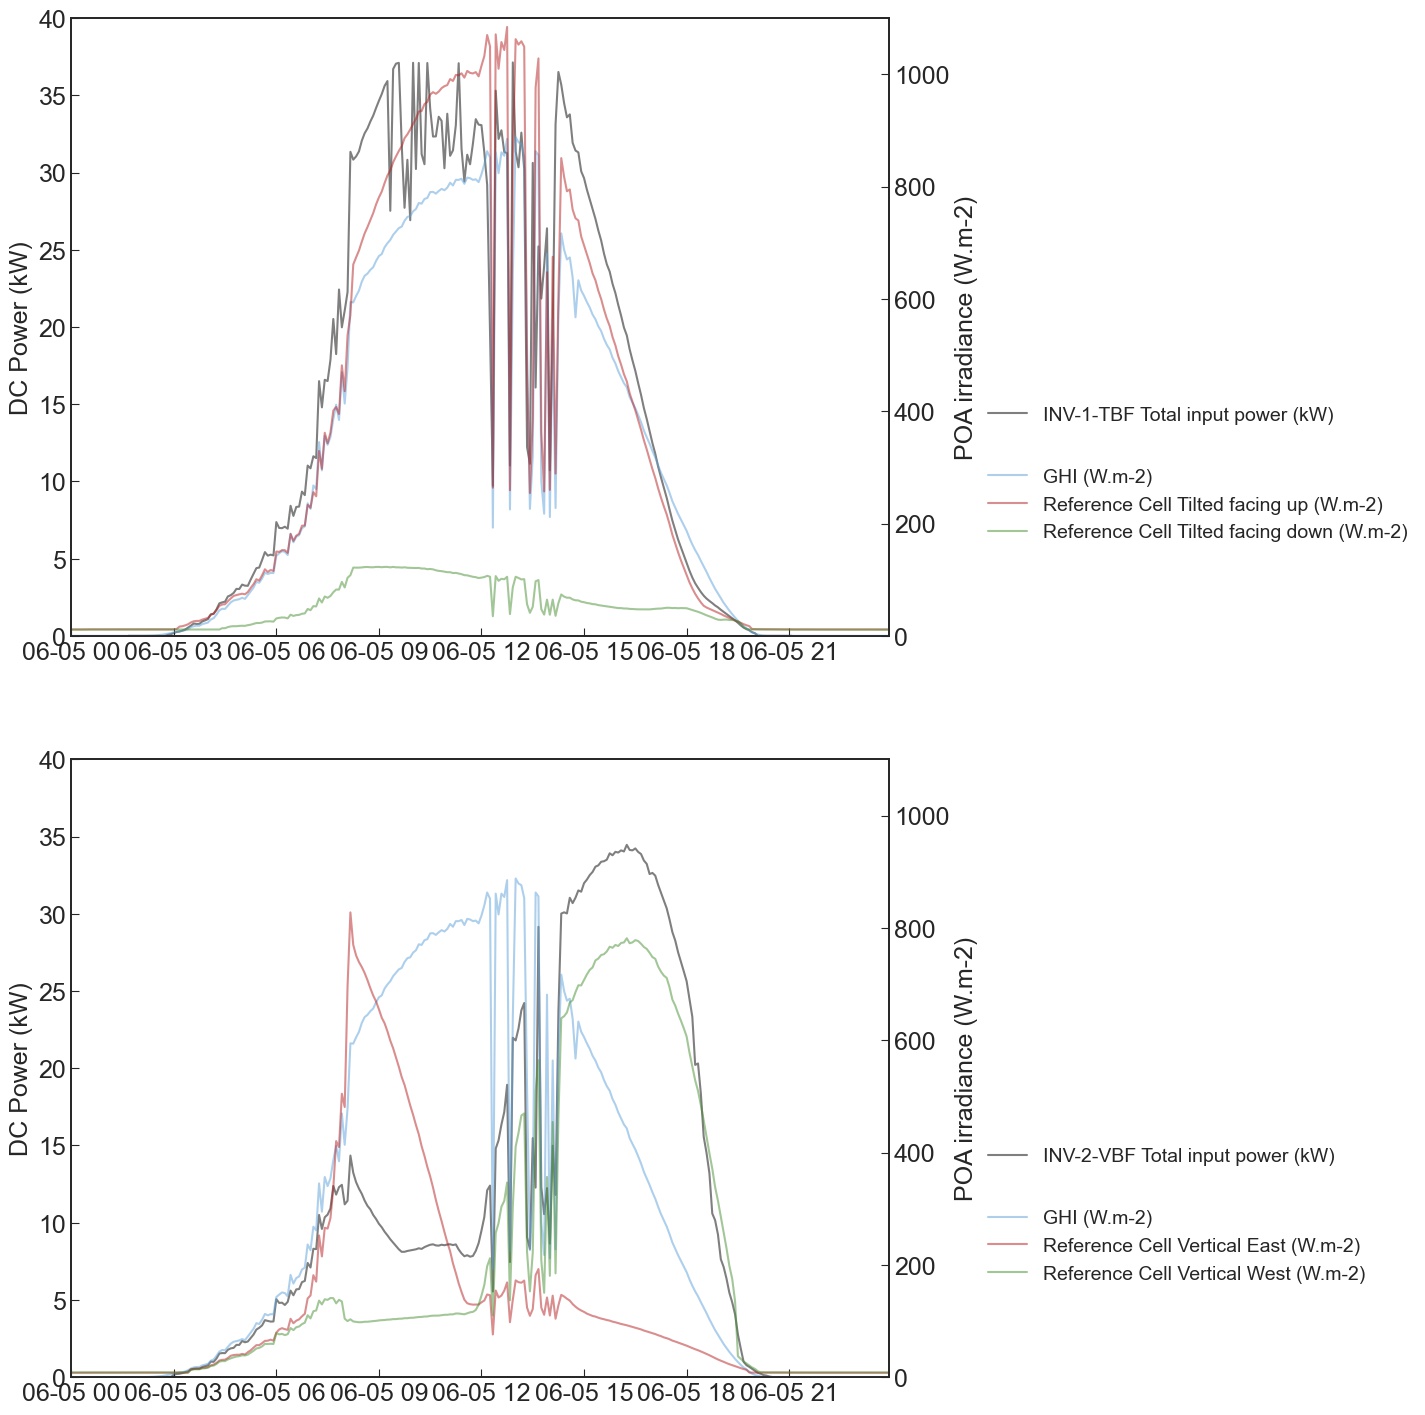 40
35
30
25
20
15
10
5
0
DC Power (kW)
1000
800
600
400
200
0
POA irradiance (W.m-2)
06-05 00 06-05 03 06-05 06 06-05 09 06-05 12 06-05 15 06-05 18 06-05 21
INV-1-TBF Total input power (kW)
GHI (W.m-2)
Reference Cell Tilted facing up (W.m-2)
Reference Cell Tilted facing down (W.m-2)
40
35
30
25
20
15
10
5
0
DC Power (kW)
1000
800
600
400
200
0
POA irradiance (W.m-2)
06-05 00 06-05 03 06-05 06 06-05 09 06-05 12 06-05 15 06-05 18 06-05 21
INV-2-VBF Total input power (kW)
GHI (W.m-2)
Reference Cell Vertical East (W.m-2)
Reference Cell Vertical West (W.m-2)